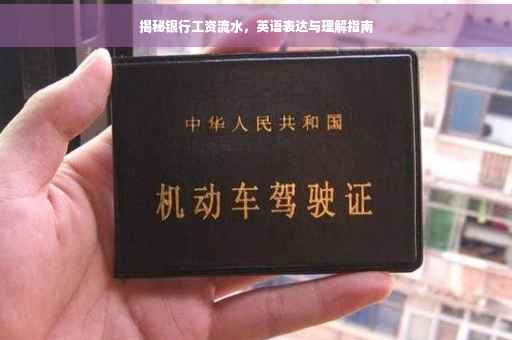 揭秘银行工资流水，英语表达与理解指南
中华人民共和国
机动车驾驶证